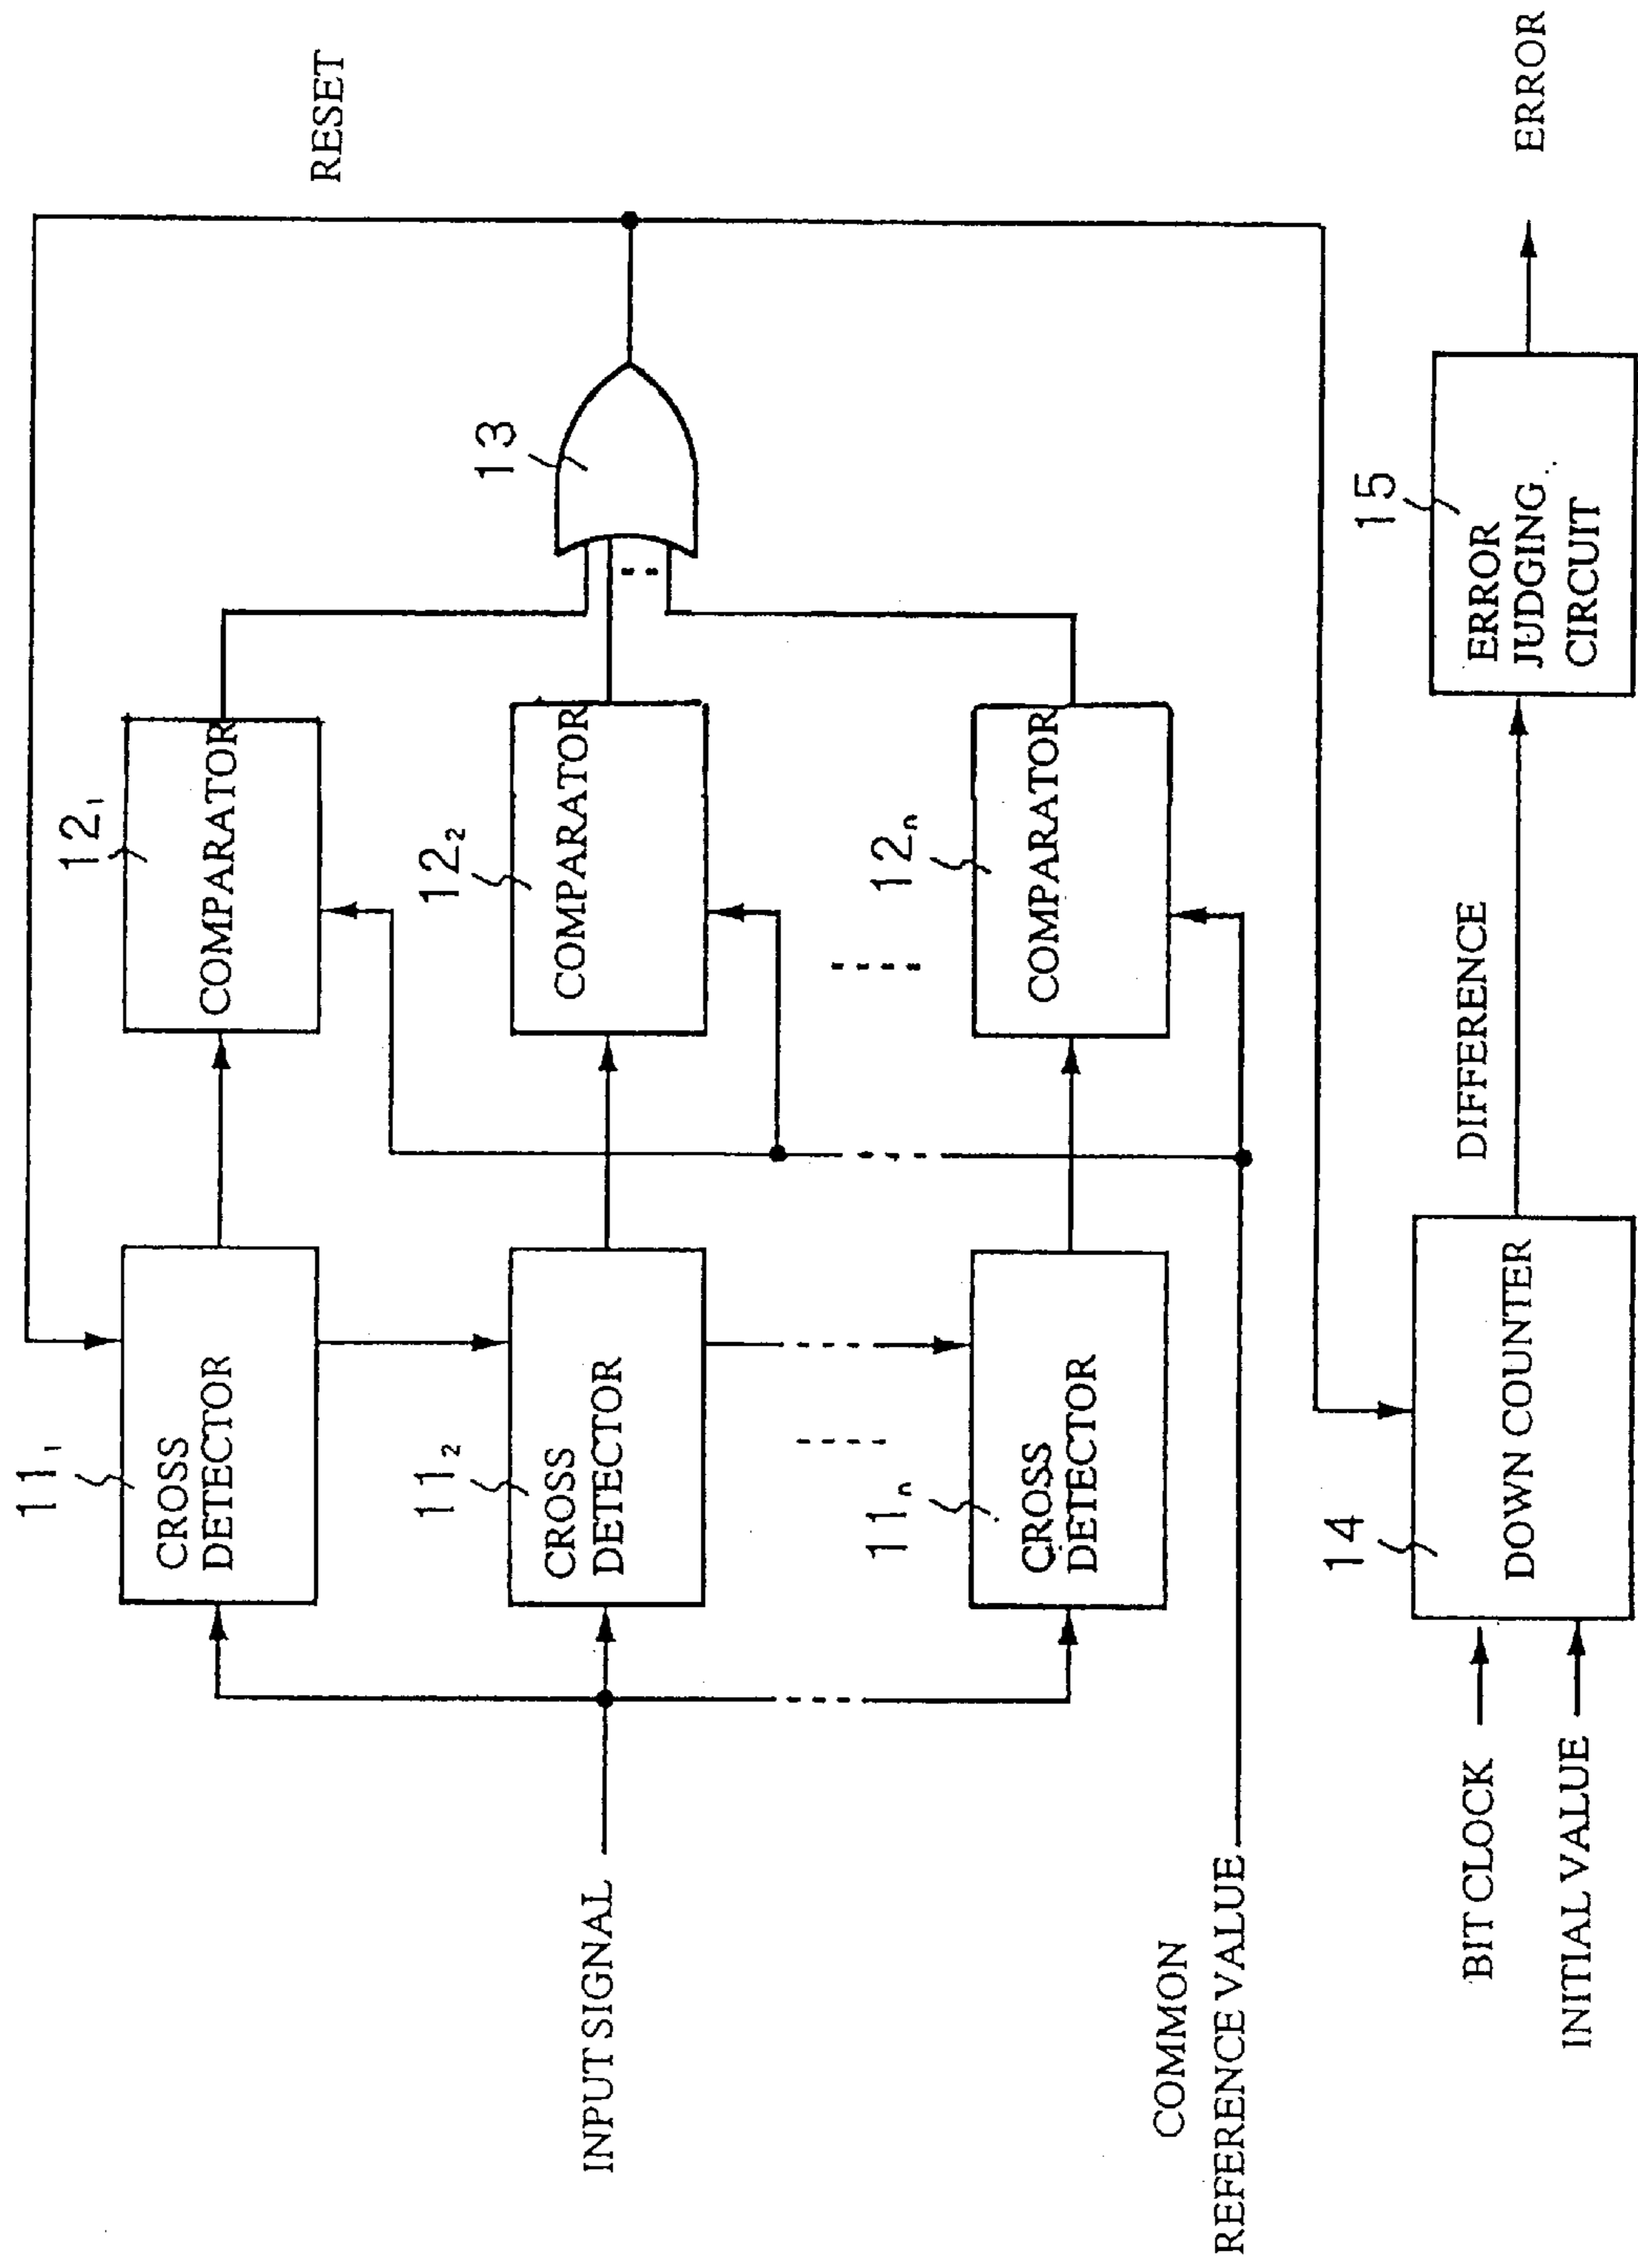 RESET
11₁
CROSS
DETECTOR
12₁
COMPARATOR
13
INPUT SIGNAL
11₂
CROSS
DETECTOR
12₂
COMPARATOR
11ₙ
CROSS
DETECTOR
12ₙ
COMPARATOR
COMMON
REFERENCE VALUE
BIT CLOCK
INITIAL VALUE
14
DOWN COUNTER
DIFFERENCE
15
ERROR
JUDGING
CIRCUIT
ERROR